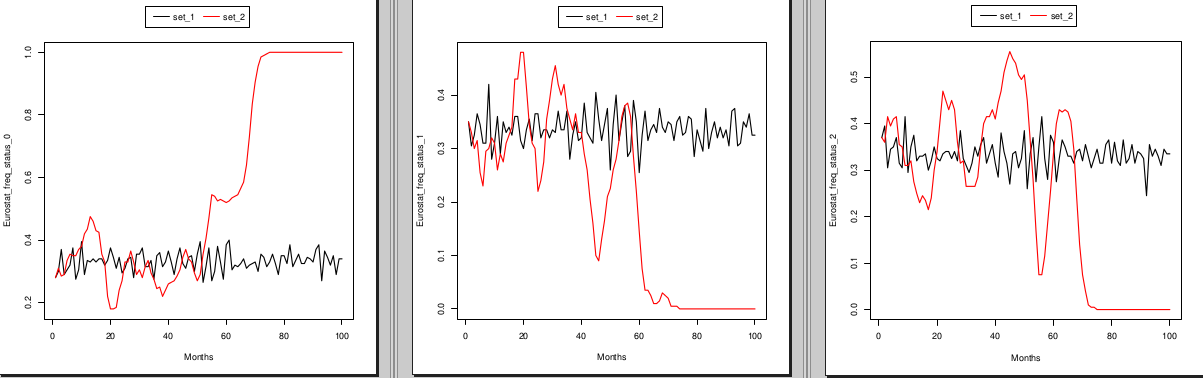 set_1 set_2
1.0
0.8
0.6
0.4
0.2
Eurostat_freq_status_0
0 20 40 60 80 100
Months
set_1 set_2
0.4
0.3
0.2
0.1
0.0
Eurostat_freq_status_1
0 20 40 60 80 100
Months
set_1 set_2
0.5
0.4
0.3
0.2
0.1
0.0
Eurostat_freq_status_2
0 20 40 60 80 100
Months